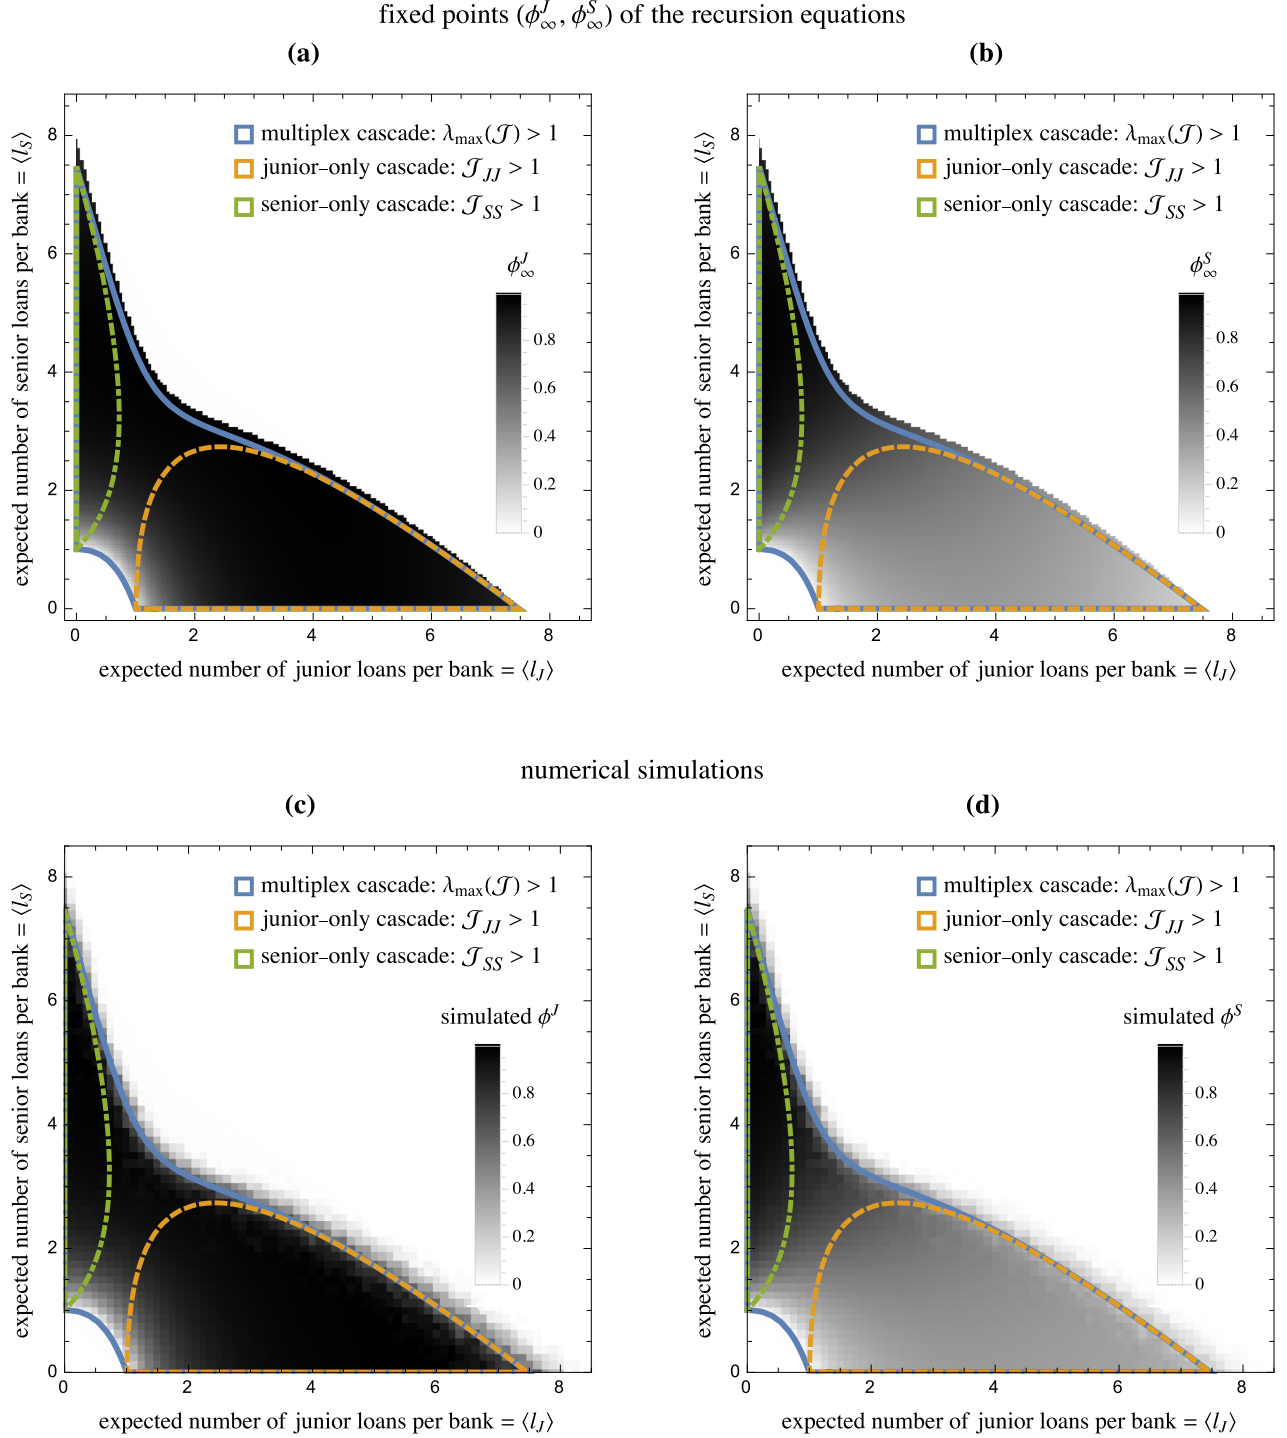 fixed points (ϕ^J_∞, ϕ^S_∞) of the recursion equations
(a)
multiplex cascade: λ_max(𝒥) > 1
junior–only cascade: 𝒥_JJ > 1
senior–only cascade: 𝒥_SS > 1
ϕ^J_∞
0.8
0.6
0.4
0.2
0
8
6
4
2
0
0 2 4 6 8
expected number of senior loans per bank = ⟨l_S⟩
expected number of junior loans per bank = ⟨l_J⟩
(b)
multiplex cascade: λ_max(𝒥) > 1
junior–only cascade: 𝒥_JJ > 1
senior–only cascade: 𝒥_SS > 1
ϕ^S_∞
0.8
0.6
0.4
0.2
0
8
6
4
2
0
0 2 4 6 8
expected number of senior loans per bank = ⟨l_S⟩
expected number of junior loans per bank = ⟨l_J⟩
numerical simulations
(c)
multiplex cascade: λ_max(𝒥) > 1
junior–only cascade: 𝒥_JJ > 1
senior–only cascade: 𝒥_SS > 1
simulated ϕ^J
0.8
0.6
0.4
0.2
0
8
6
4
2
0
0 2 4 6 8
expected number of senior loans per bank = ⟨l_S⟩
expected number of junior loans per bank = ⟨l_J⟩
(d)
multiplex cascade: λ_max(𝒥) > 1
junior–only cascade: 𝒥_JJ > 1
senior–only cascade: 𝒥_SS > 1
simulated ϕ^S
0.8
0.6
0.4
0.2
0
8
6
4
2
0
0 2 4 6 8
expected number of senior loans per bank = ⟨l_S⟩
expected number of junior loans per bank = ⟨l_J⟩